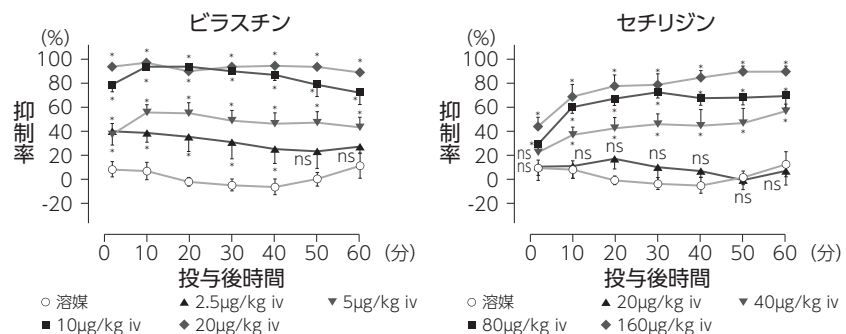 ビラスチン
(%)
100
80
60
40
20
0
-20
抑制率
ns
ns
0 10 20 30 40 50 60 (分)
投与後時間
○ 溶媒 ▲ 2.5μg/kg iv ▼ 5μg/kg iv
■ 10μg/kg iv ◆ 20μg/kg iv
セチリジン
(%)
100
80
60
40
20
0
-20
抑制率
ns
ns
ns
ns
ns
ns
ns
ns
0 10 20 30 40 50 60 (分)
投与後時間
○ 溶媒 ▲ 20μg/kg iv ▼ 40μg/kg iv
■ 80μg/kg iv ◆ 160μg/kg iv